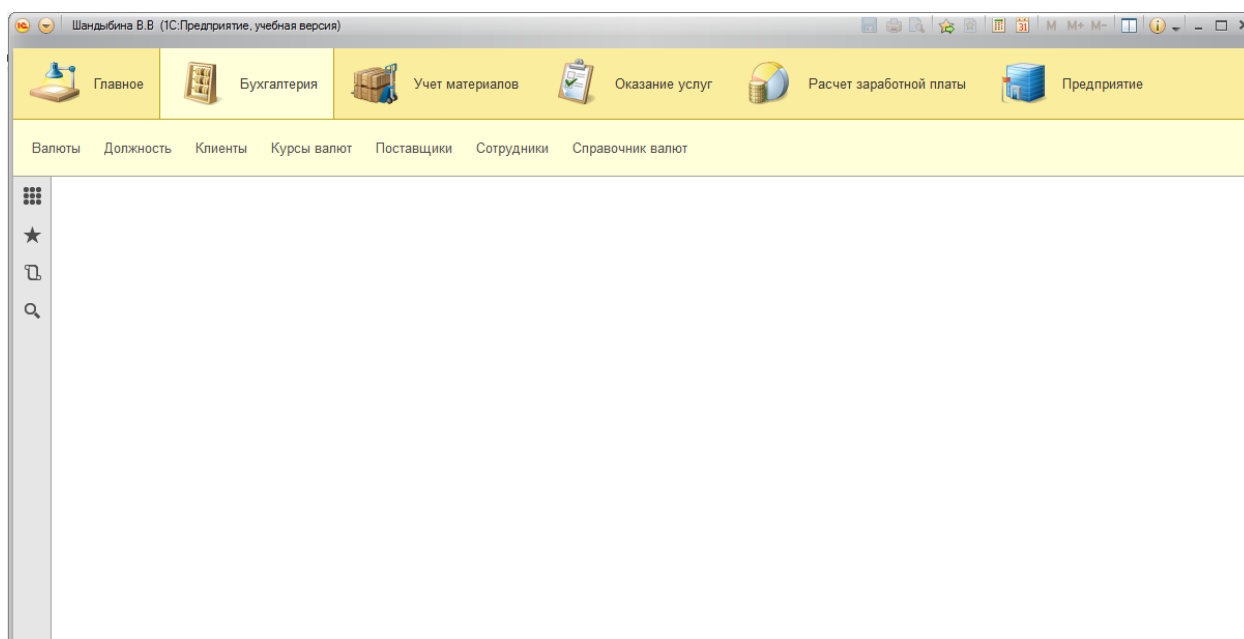 Шандыбина В.В (1С:Предприятие, учебная версия)
31 M M+ M-
Главное Бухгалтерия Учет материалов Оказание услуг Расчет заработной платы Предприятие
Валюты Должность Клиенты Курсы валют Поставщики Сотрудники Справочник валют